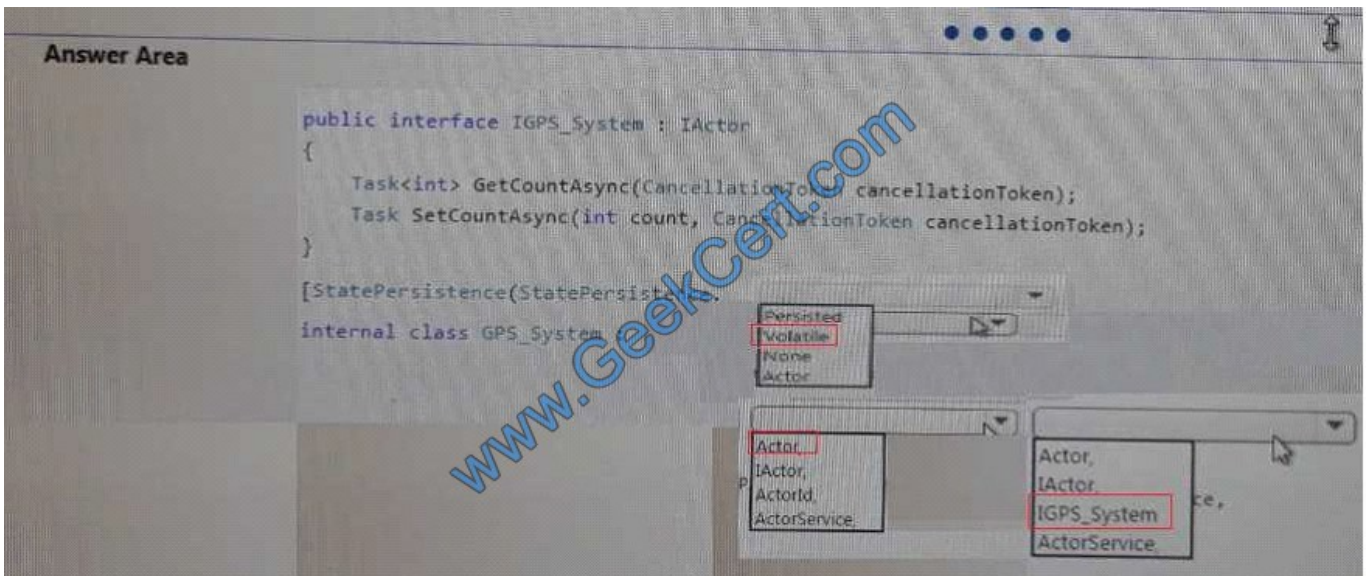 Answer Area
public interface IGPS_System : IActor
{
Task<int> GetCountAsync(CancellationToken cancellationToken);
Task SetCountAsync(int count, CancellationToken cancellationToken);
}
[StatePersistence(StatePersistence.
internal class GPS_System :
Persisted
Volatile
None
Actor
Actor,
IActor,
ActorId,
ActorService,
P
Actor,
IActor,
IGPS_System
ActorService,
ce,
www.GeekCert.com